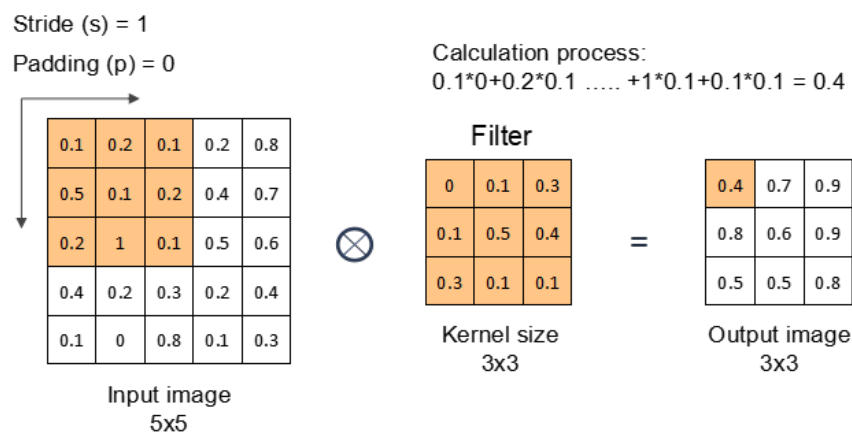 Stride (s) = 1
Padding (p) = 0
Calculation process:
0.1*0+0.2*0.1 ..... +1*0.1+0.1*0.1 = 0.4
Filter
0.1 0.2 0.1 0.2 0.8
0.5 0.1 0.2 0.4 0.7
0.2 1 0.1 0.5 0.6
0.4 0.2 0.3 0.2 0.4
0.1 0 0.8 0.1 0.3
Input image
5x5
0 0.1 0.3
0.1 0.5 0.4
0.3 0.1 0.1
Kernel size
3x3
=
0.4 0.7 0.9
0.8 0.6 0.9
0.5 0.5 0.8
Output image
3x3